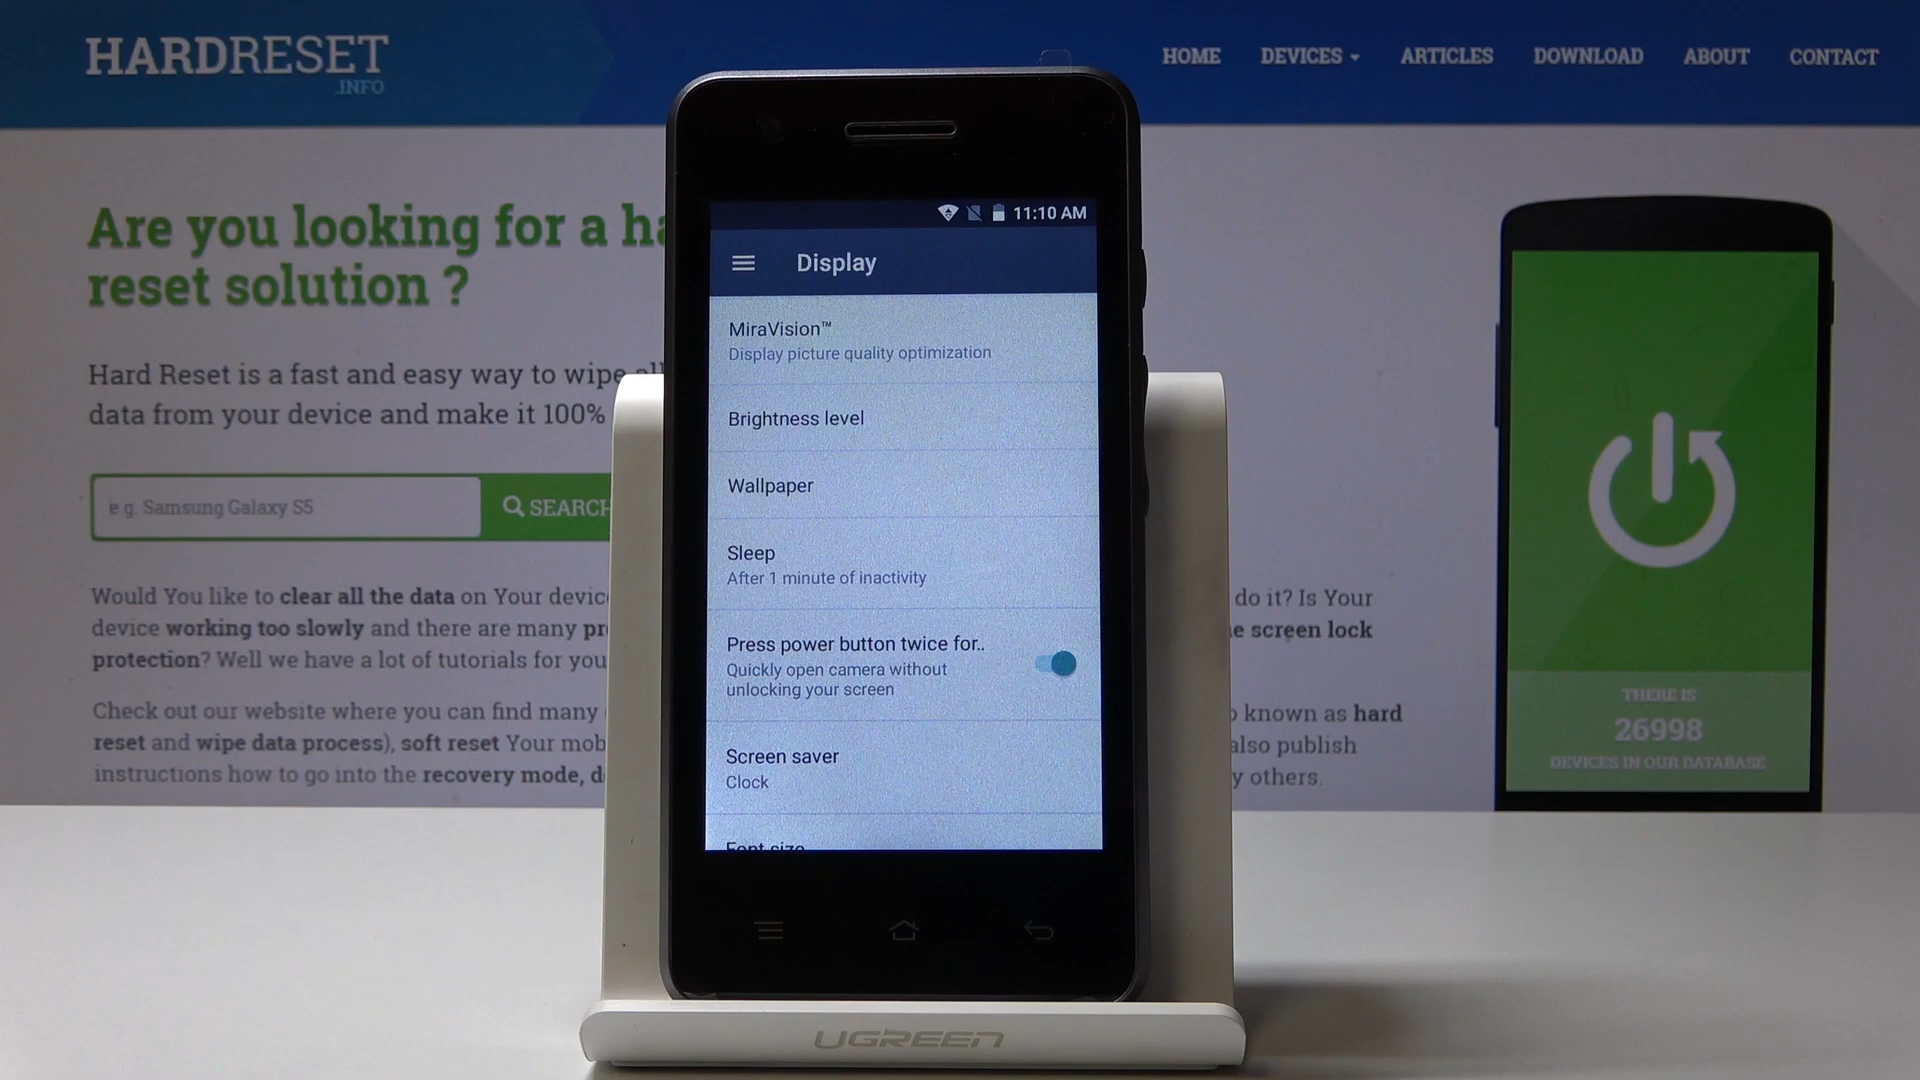 HARDRESET
.INFO
HOME DEVICES ARTICLES DOWNLOAD ABOUT CONTACT
Are you looking for a ha
reset solution ?
Hard Reset is a fast and easy way to wipe all
data from your device and make it 100%
e.g. Samsung Galaxy S5
SEARCH
Would You like to clear all the data on Your devic
device working too slowly and there are many pr
protection? Well we have a lot of tutorials for you
Check out our website where you can find many
reset and wipe data process), soft reset Your mob
instructions how to go into the recovery mode, d
11:10 AM
Display
MiraVision™
Display picture quality optimization
Brightness level
Wallpaper
Sleep
After 1 minute of inactivity
Press power button twice for..
Quickly open camera without
unlocking your screen
Screen saver
Clock
Font size
UGREEN
do it? Is Your
e screen lock
known as hard
also publish
y others.
THERE IS
26998
DEVICES IN OUR DATABASE